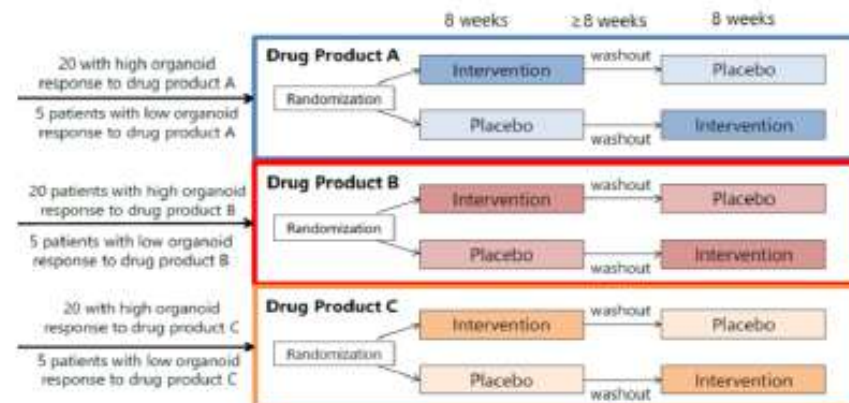 8 weeks ≥8 weeks 8 weeks
20 with high organoid
response to drug product A
5 patients with low organoid
response to drug product A
Drug Product A
Randomization
Intervention
washout
Placebo
Placebo
washout
Intervention
20 patients with high organoid
response to drug product B
5 patients with low organoid
response to drug product B
Drug Product B
Randomization
Intervention
washout
Placebo
Placebo
washout
Intervention
20 with high organoid
response to drug product C
5 patients with low organoid
response to drug product C
Drug Product C
Randomization
Intervention
washout
Placebo
Placebo
washout
Intervention